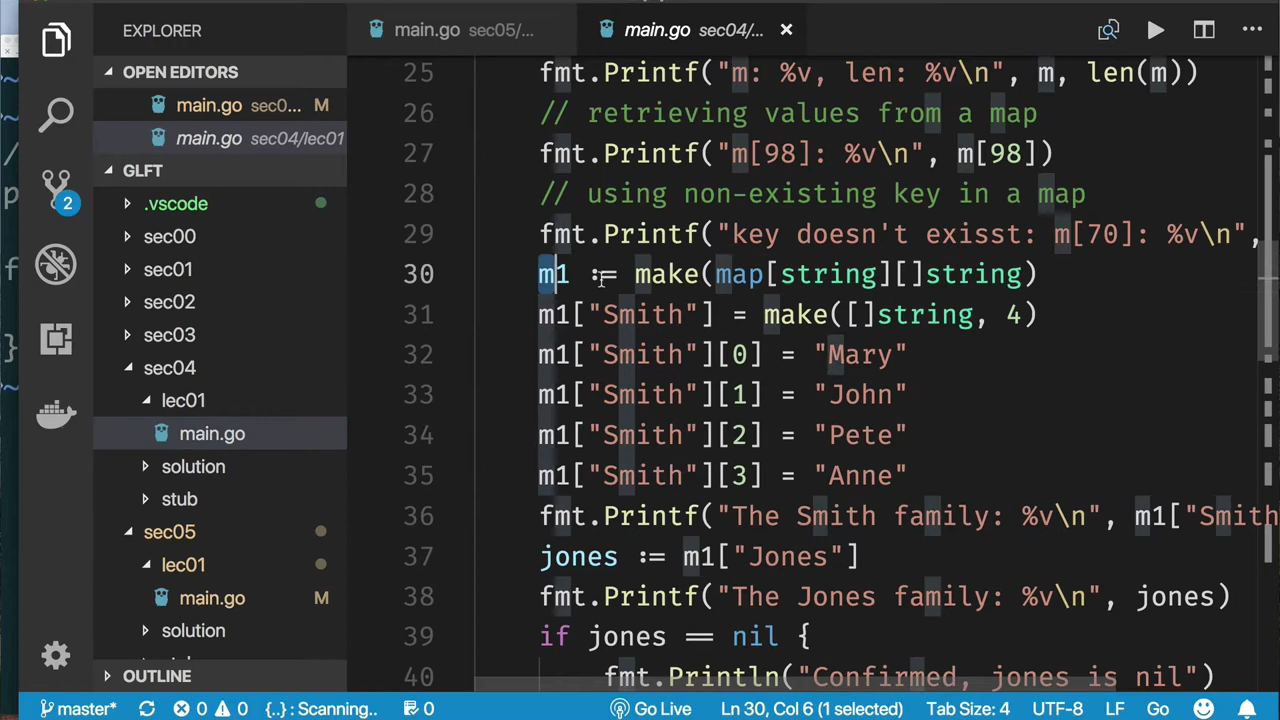 EXPLORER
main.go sec05/...
main.go sec04/...
OPEN EDITORS
main.go sec0... M
main.go sec04/lec01
GLFT
.vscode
sec00
sec01
sec02
sec03
sec04
lec01
main.go
solution
stub
sec05
lec01
main.go M
solution
OUTLINE
2
25 fmt.Printf("m: %v, len: %v\n", m, len(m))
26 // retrieving values from a map
27 fmt.Printf("m[98]: %v\n", m[98])
28 // using non-existing key in a map
29 fmt.Printf("key doesn't exisst: m[70]: %v\n",
30 m1 := make(map[string][]string)
31 m1["Smith"] = make([]string, 4)
32 m1["Smith"][0] = "Mary"
33 m1["Smith"][1] = "John"
34 m1["Smith"][2] = "Pete"
35 m1["Smith"][3] = "Anne"
36 fmt.Printf("The Smith family: %v\n", m1["Smith
37 jones := m1["Jones"]
38 fmt.Printf("The Jones family: %v\n", jones)
39 if jones == nil {
40 fmt.Println("Confirmed, jones is nil")
master* 0 0 {..} : Scanning... 0 Go Live Ln 30, Col 6 (1 selected) Tab Size: 4 UTF-8 LF Go